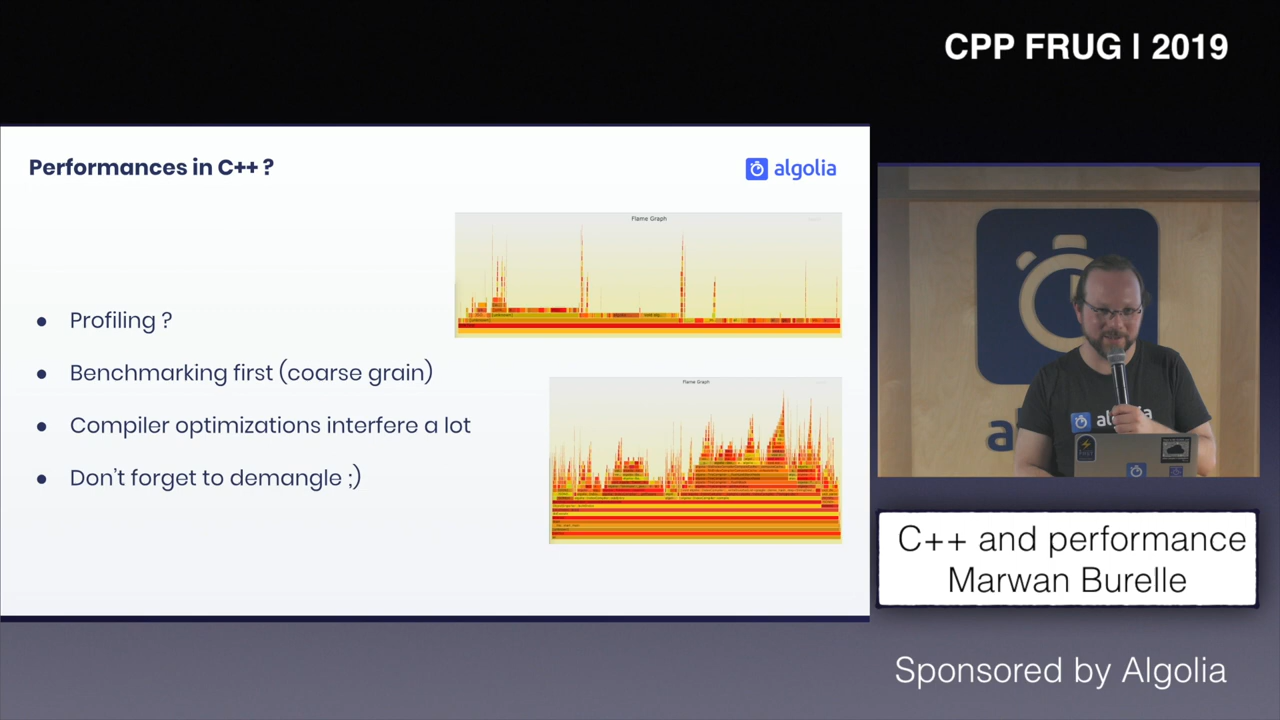 CPP FRUG | 2019
Performances in C++ ?
algolia
Flame Graph
● Profiling ?
● Benchmarking first (coarse grain)
● Compiler optimizations interfere a lot
● Don't forget to demangle ;)
Flame Graph
algolia
C++ and performance
Marwan Burelle
Sponsored by Algolia